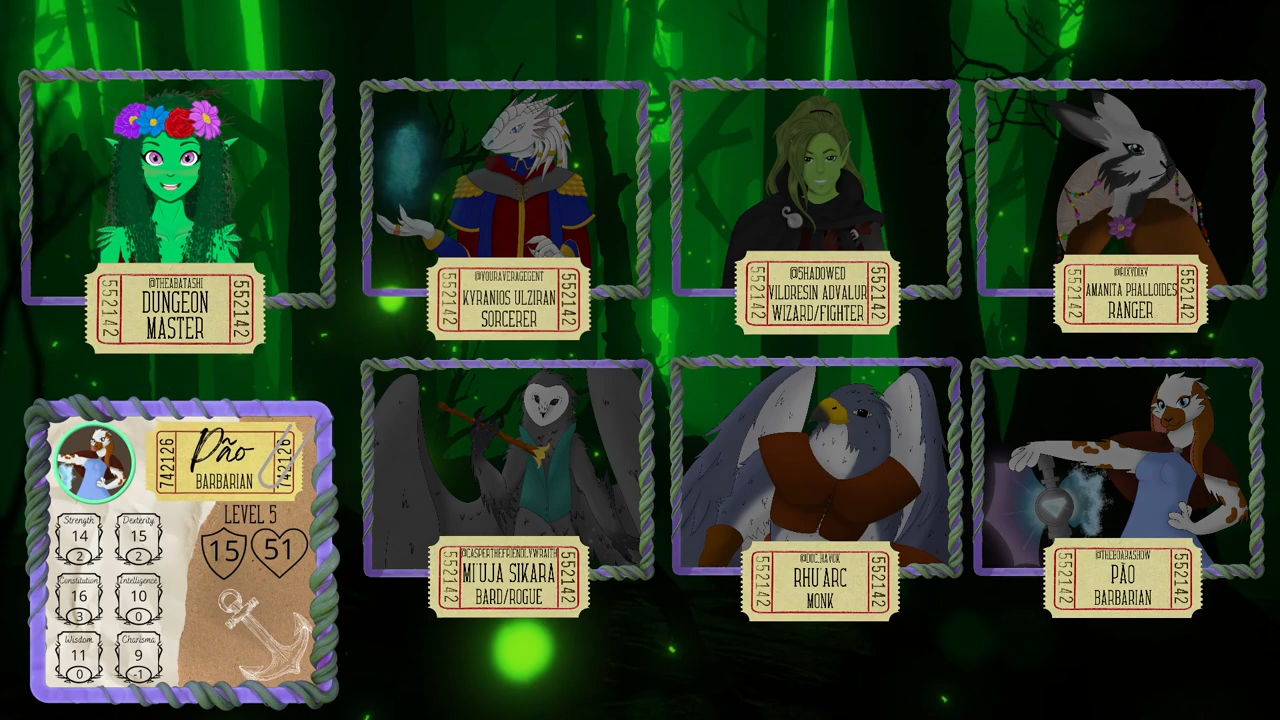 @THEABATASHI
DUNGEON
MASTER
552142
552142
@YOURAVERAGEGENT
KYRANIOS ULZIRAN
SORCERER
552142
552142
@SHADOWED
VILDRESIN ADVALUR
WIZARD/FIGHTER
552142
552142
AMANITA PHALLOIDES
RANGER
552142
552142
@CASPERTHEFRIENDLYWRAITH
MI'UJA SIKARA
BARD/ROGUE
552142
552142
@DOC_HAVOK
RHU'ARC
MONK
552142
552142
@THEBOARASHOW
PÃO
BARBARIAN
552142
552142
742126
Pão
BARBARIAN
742126
LEVEL 5
15
51
Strength
14
2
Dexterity
15
2
Constitution
16
3
Intelligence
10
0
Wisdom
11
0
Charisma
9
-1